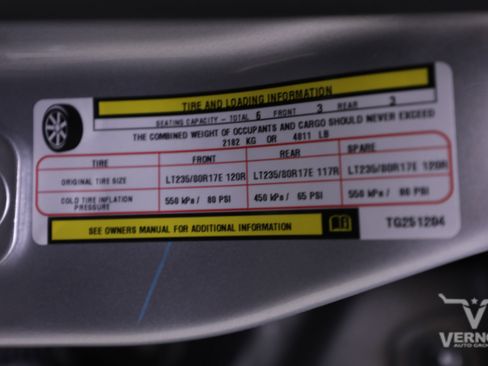 TIRE AND LOADING INFORMATION
SEATING CAPACITY - TOTAL 6 FRONT 3 REAR 3
THE COMBINED WEIGHT OF OCCUPANTS AND CARGO SHOULD NEVER EXCEED
2182 KG OR 4811 LB
TIRE FRONT REAR SPARE
ORIGINAL TIRE SIZE LT235/80R17E 120R LT235/80R17E 117R LT235/80R17E 120R
COLD TIRE INFLATION PRESSURE 550 kPa / 80 PSI 450 kPa / 65 PSI 550 kPa / 80 PSI
SEE OWNERS MANUAL FOR ADDITIONAL INFORMATION TG251204
VERNO
AUTO GROU